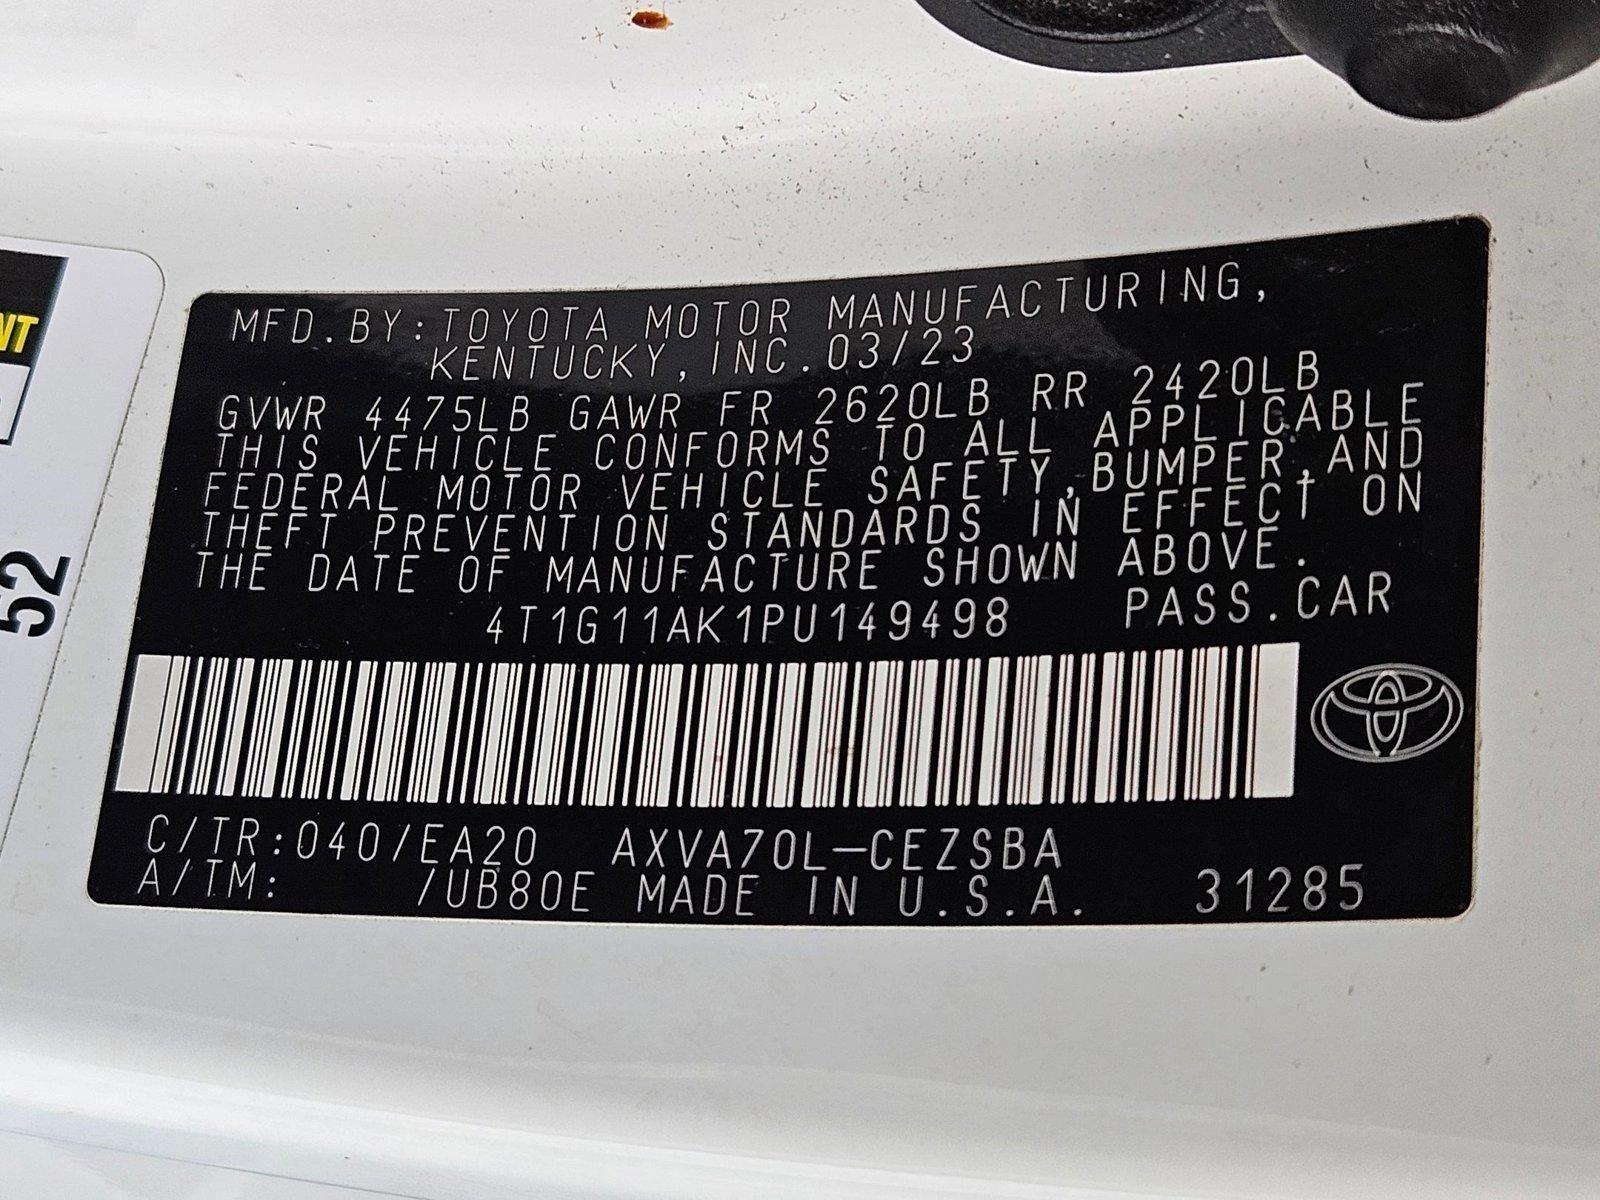 NT
52
MFD.BY:TOYOTA MOTOR MANUFACTURING,
KENTUCKY,INC.03/23
GVWR 4475LB GAWR FR 2620LB RR 2420LB
THIS VEHICLE CONFORMS TO ALL APPLICABLE
FEDERAL MOTOR VEHICLE SAFETY,BUMPER,AND
THEFT PREVENTION STANDARDS IN EFFECT ON
THE DATE OF MANUFACTURE SHOWN ABOVE.
4T1G11AK1PU149498 PASS.CAR
C/TR:040/EA20 AXVA70L-CEZSBA
A/TM: /UB80E MADE IN U.S.A. 31285